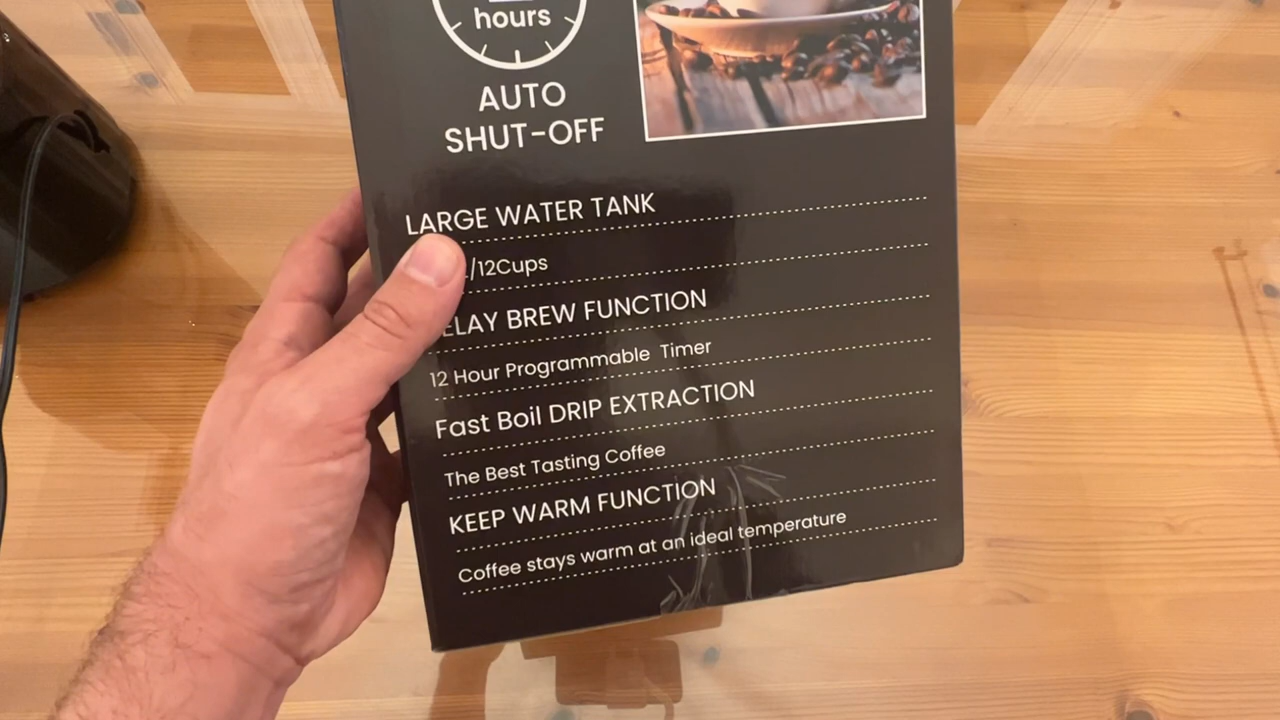 hours
AUTO
SHUT-OFF
LARGE WATER TANK
/12Cups
BREW FUNCTION
12 Hour Programmable Timer
Fast Boil DRIP EXTRACTION
The Best Tasting Coffee
KEEP WARM FUNCTION
Coffee stays warm at an ideal temperature